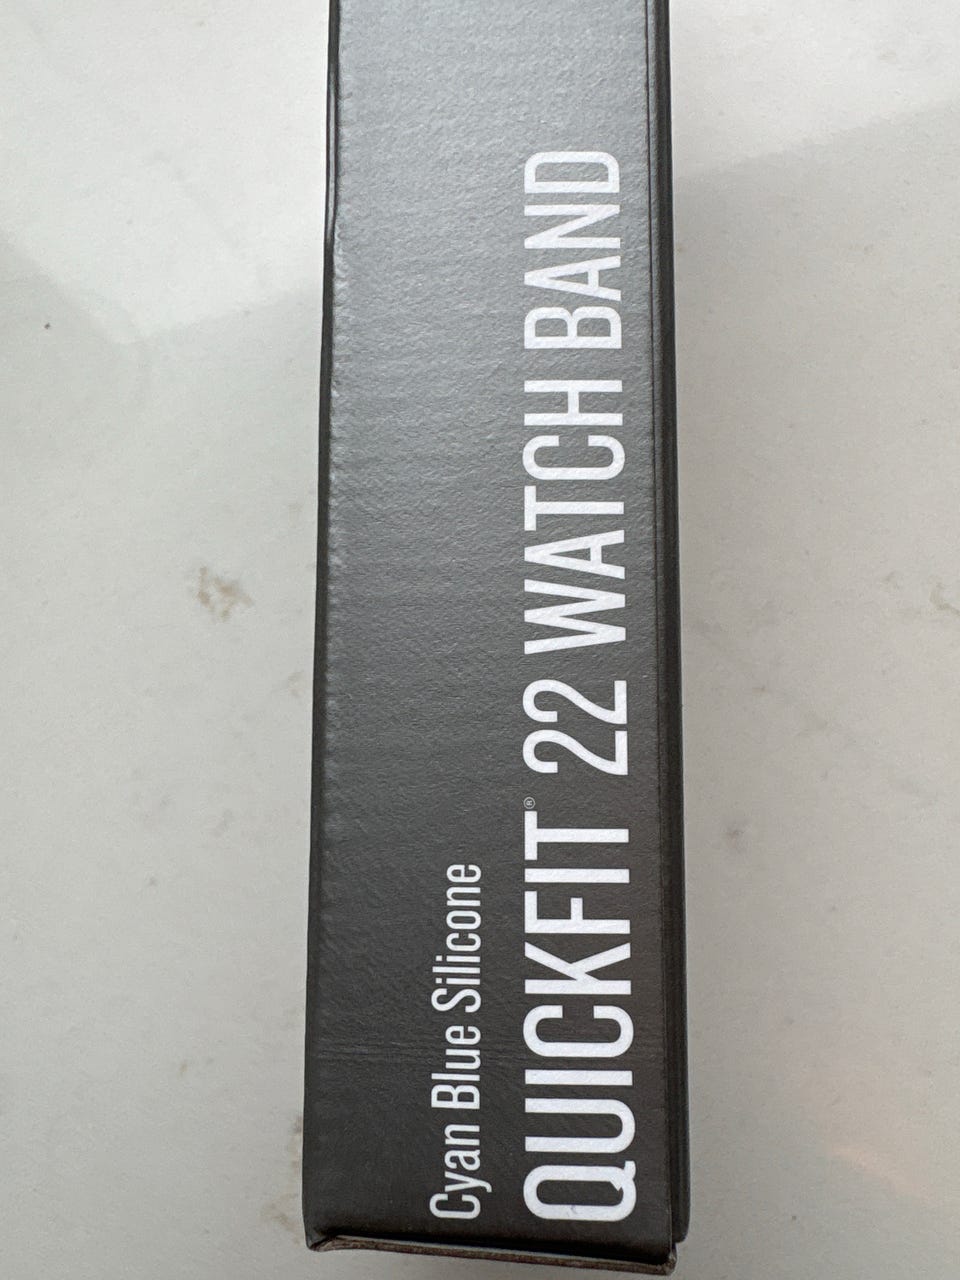 Cyan Blue Silicone
QUICKFIT® 22 WATCH BAND